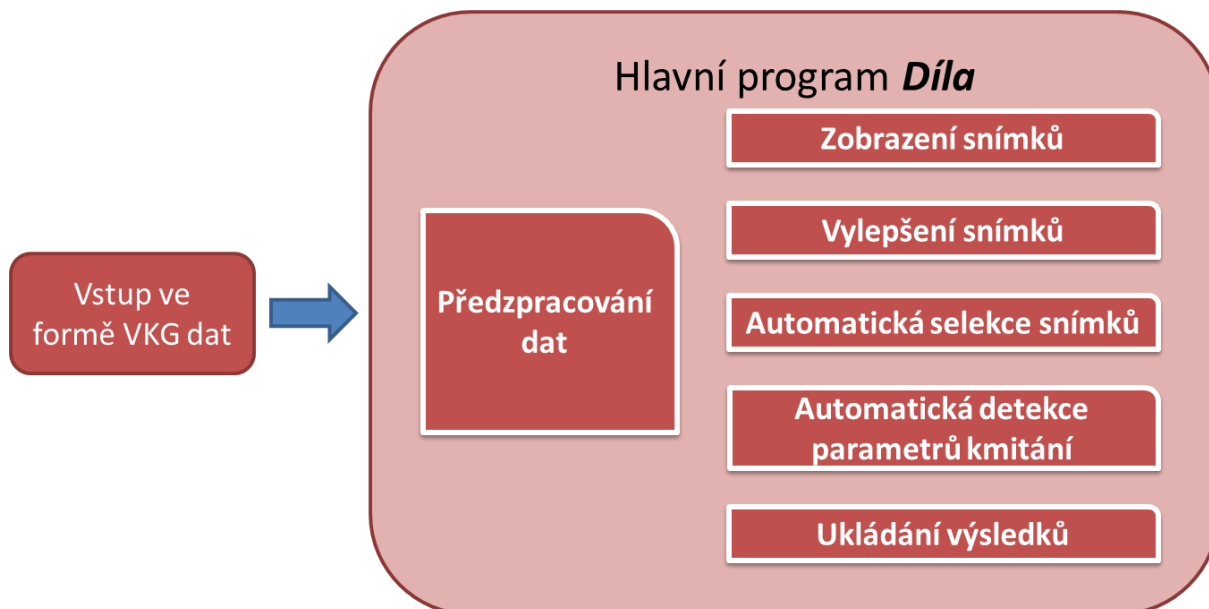 Hlavní program Díla
Vstup ve
formě VKG dat
Předzpracování
dat
Zobrazení snímků
Vylepšení snímků
Automatická selekce snímků
Automatická detekce
parametrů kmitání
Ukládání výsledků